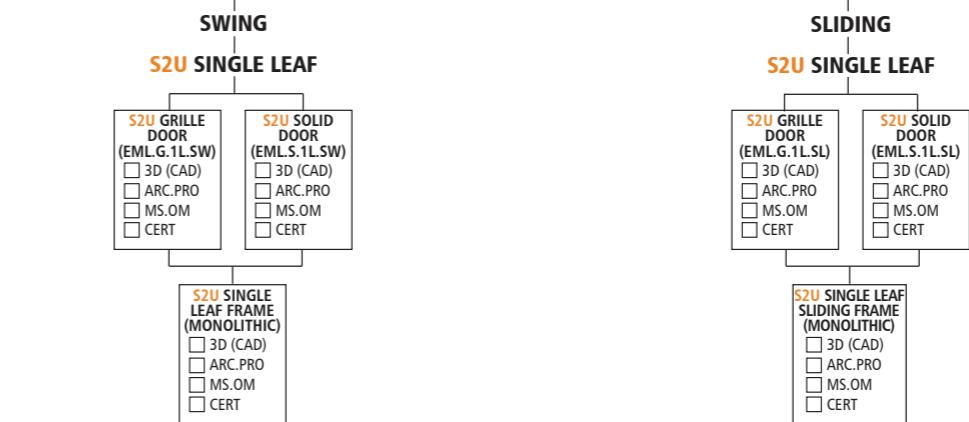 SWING
S2U SINGLE LEAF
S2U GRILLE
DOOR
(EML.G.1L.SW)
3D (CAD)
ARC.PRO
MS.OM
CERT
S2U SOLID
DOOR
(EML.S.1L.SW)
3D (CAD)
ARC.PRO
MS.OM
CERT
S2U SINGLE
LEAF FRAME
(MONOLITHIC)
3D (CAD)
ARC.PRO
MS.OM
CERT
SLIDING
S2U SINGLE LEAF
S2U GRILLE
DOOR
(EML.G.1L.SL)
3D (CAD)
ARC.PRO
MS.OM
CERT
S2U SOLID
DOOR
(EML.S.1L.SL)
3D (CAD)
ARC.PRO
MS.OM
CERT
S2U SINGLE LEAF
SLIDING FRAME
(MONOLITHIC)
3D (CAD)
ARC.PRO
MS.OM
CERT